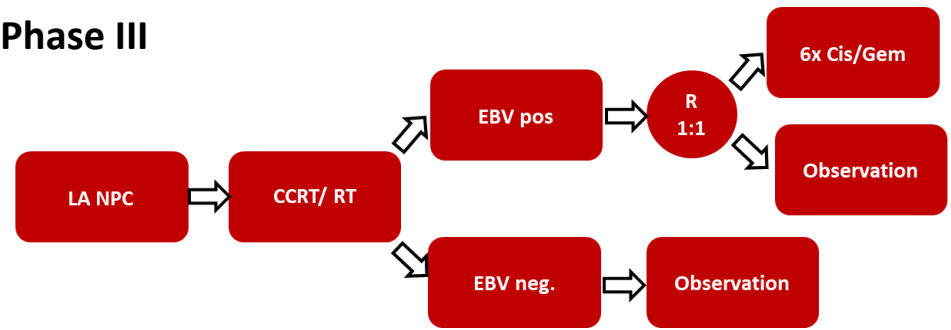 Phase III
LA NPC
CCRT/ RT
EBV pos
R
1:1
6x Cis/Gem
Observation
EBV neg.
Observation